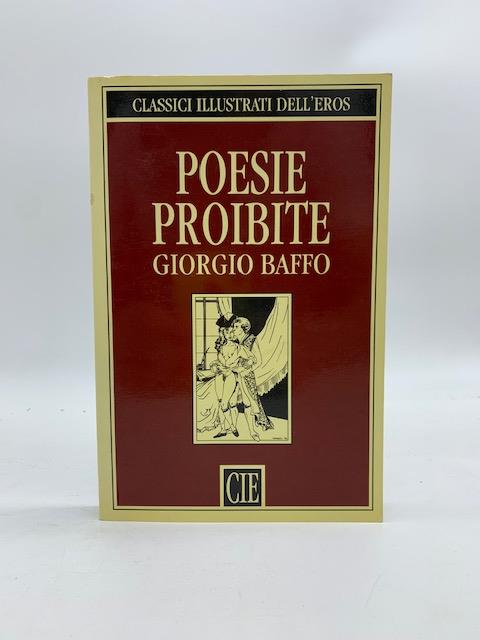 CLASSICI ILLUSTRATI DELL'EROS
POESIE
PROIBITE
GIORGIO BAFFO
CIE